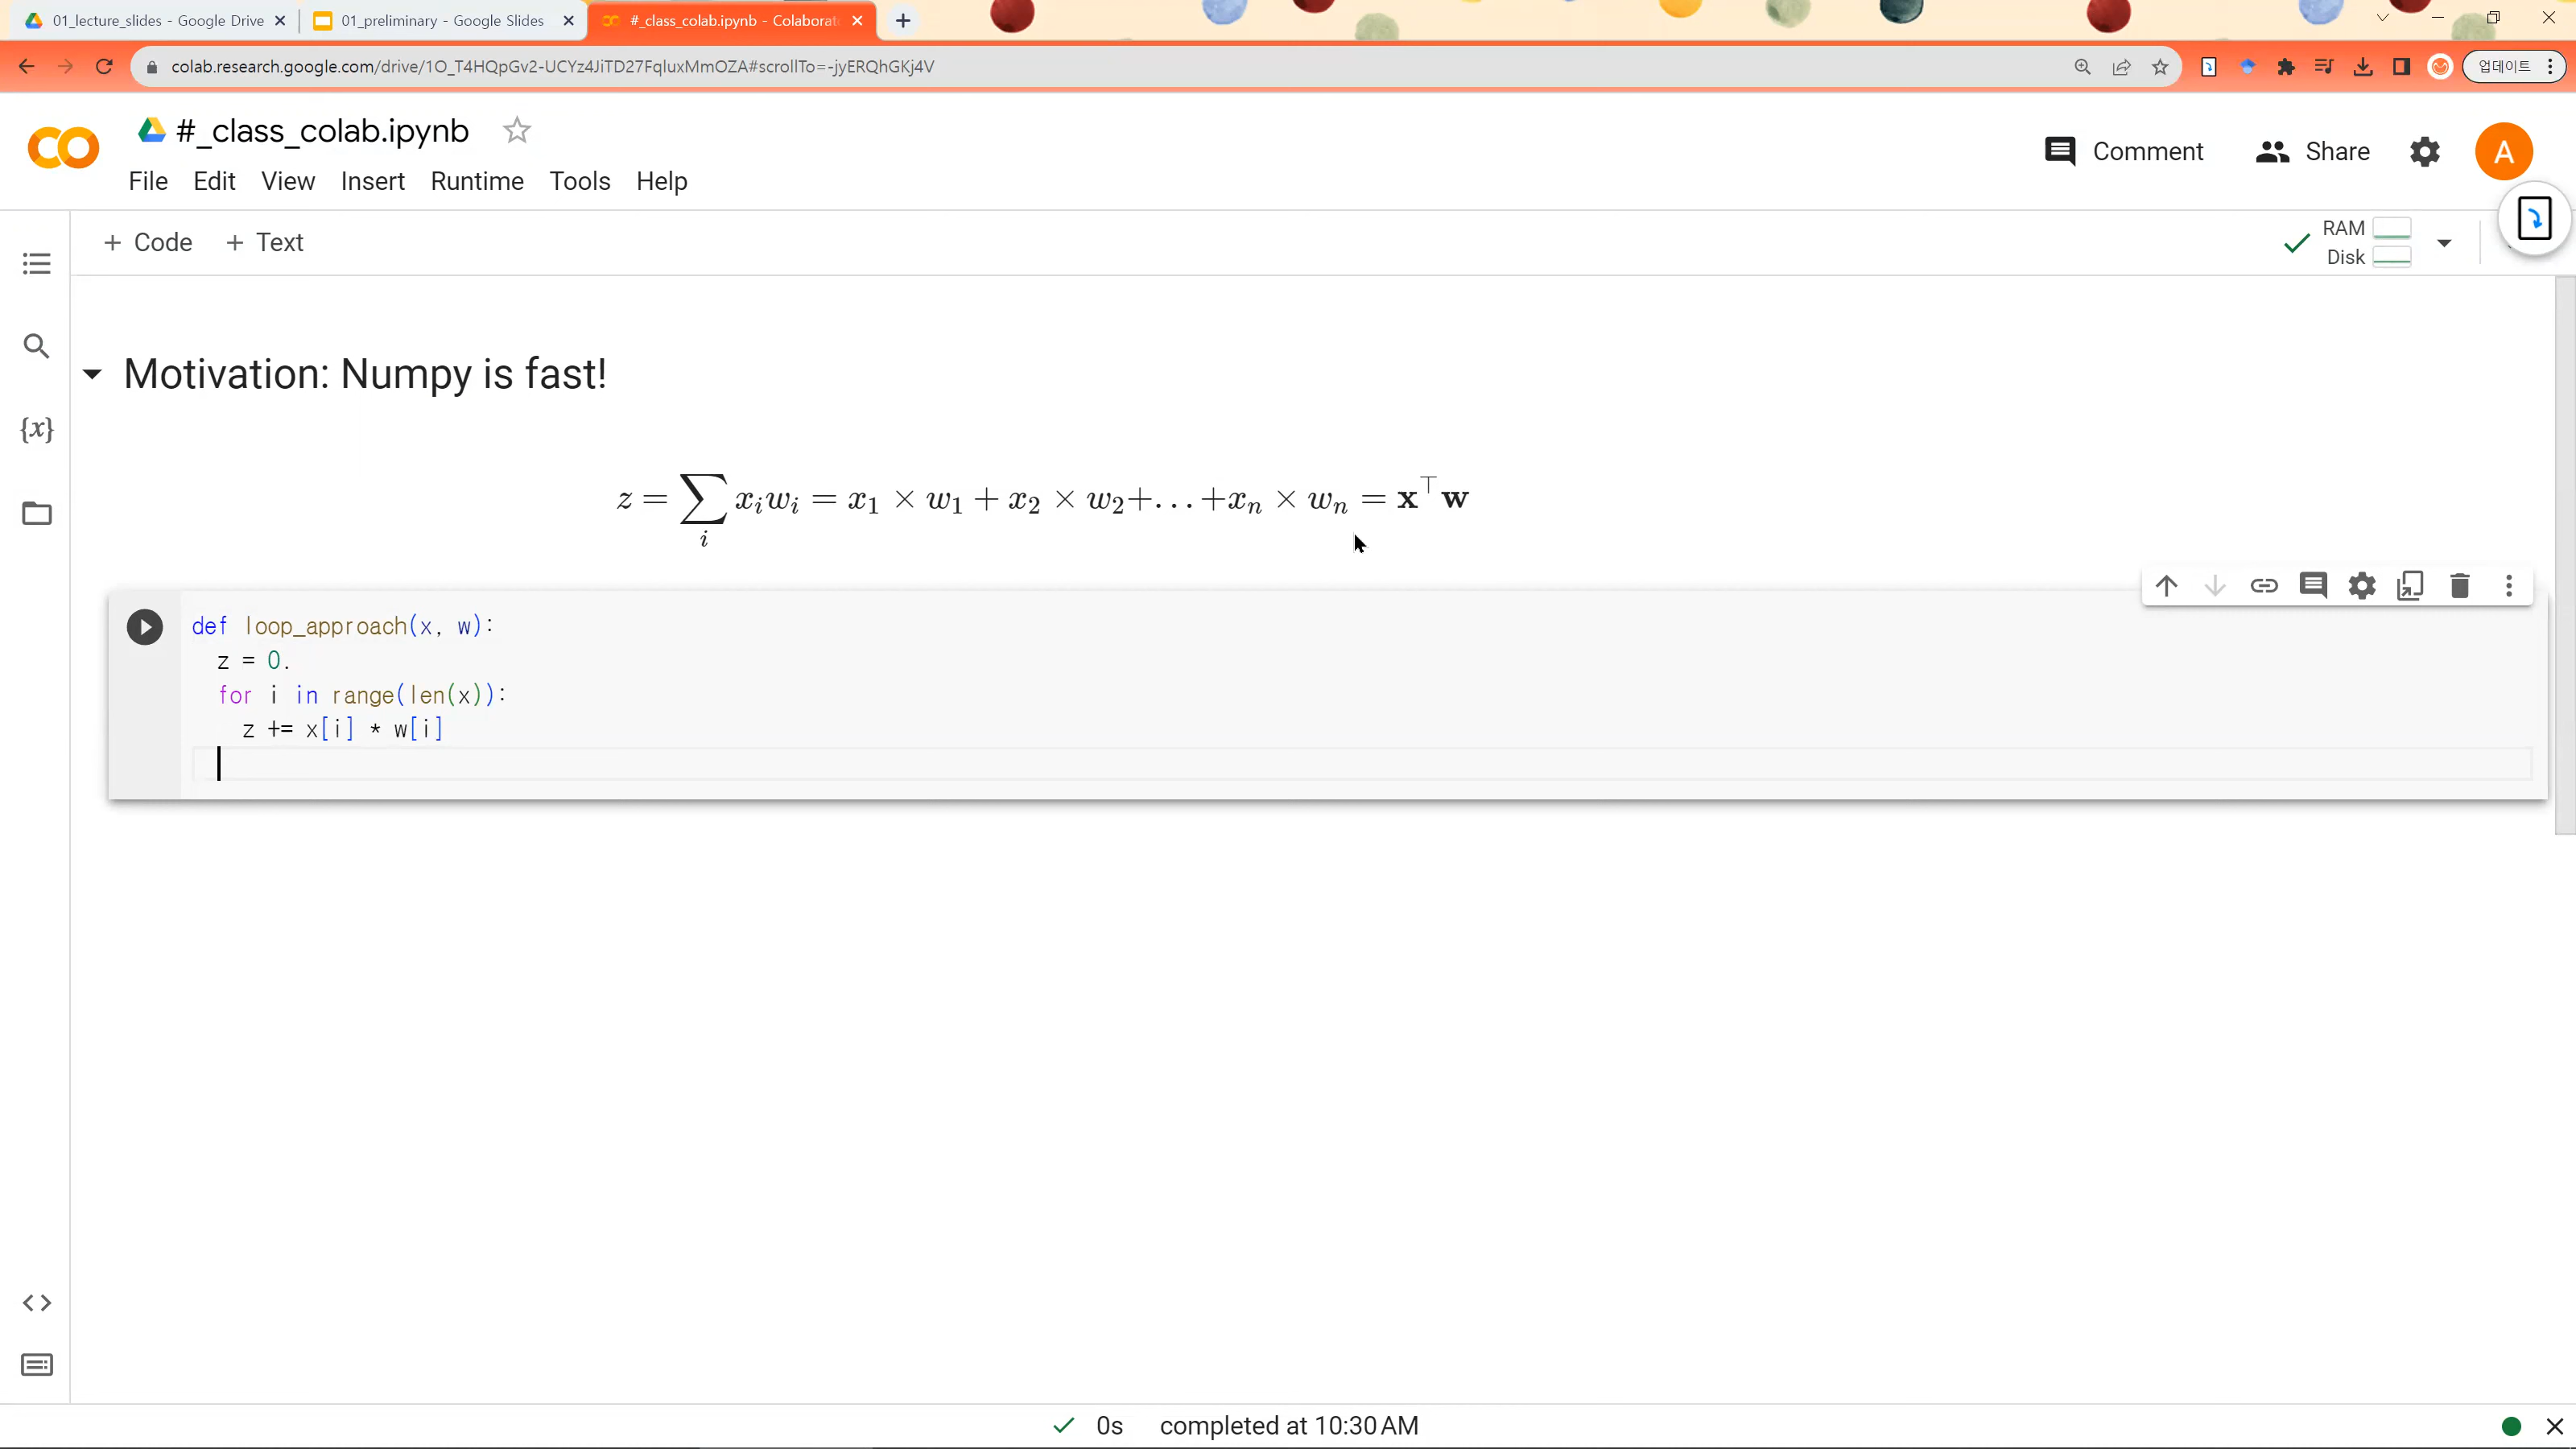 01_lecture_slides - Google Drive
01_preliminary - Google Slides
#_class_colab.ipynb - Colaborat
colab.research.google.com/drive/1O_T4HQpGv2-UCYz4JiTD27FqluxMmOZA#scrollTo=-jyERQhGKj4V
업데이트
#_class_colab.ipynb
Comment
Share
A
File Edit View Insert Runtime Tools Help
+ Code + Text
RAM
Disk
{x}
Motivation: Numpy is fast!
z = ∑ᵢ xᵢwᵢ = x₁ × w₁ + x₂ × w₂+…+xₙ × wₙ = x⊤w
def loop_approach(x, w):
z = 0.
for i in range(len(x)):
z += x[i] * w[i]
0s completed at 10:30 AM